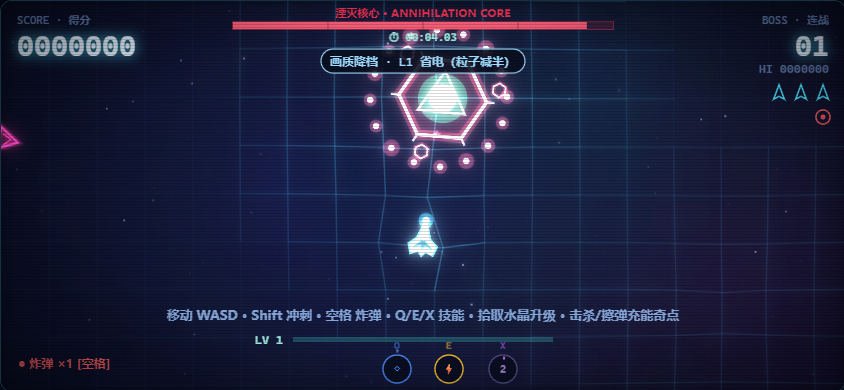 湮灭核心 • ANNIHILATION CORE
SCORE · 得分
0000000
BOSS · 连战
01
HI 0000000
⏱ 00:04.03
画质降档 · L1 省电（粒子减半）
移动 WASD • Shift 冲刺 • 空格 炸弹 • Q/E/X 技能 • 拾取水晶升级 • 击杀/擦弹充能奇点
LV 1
Q E X
2
• 炸弹 ×1 [空格]